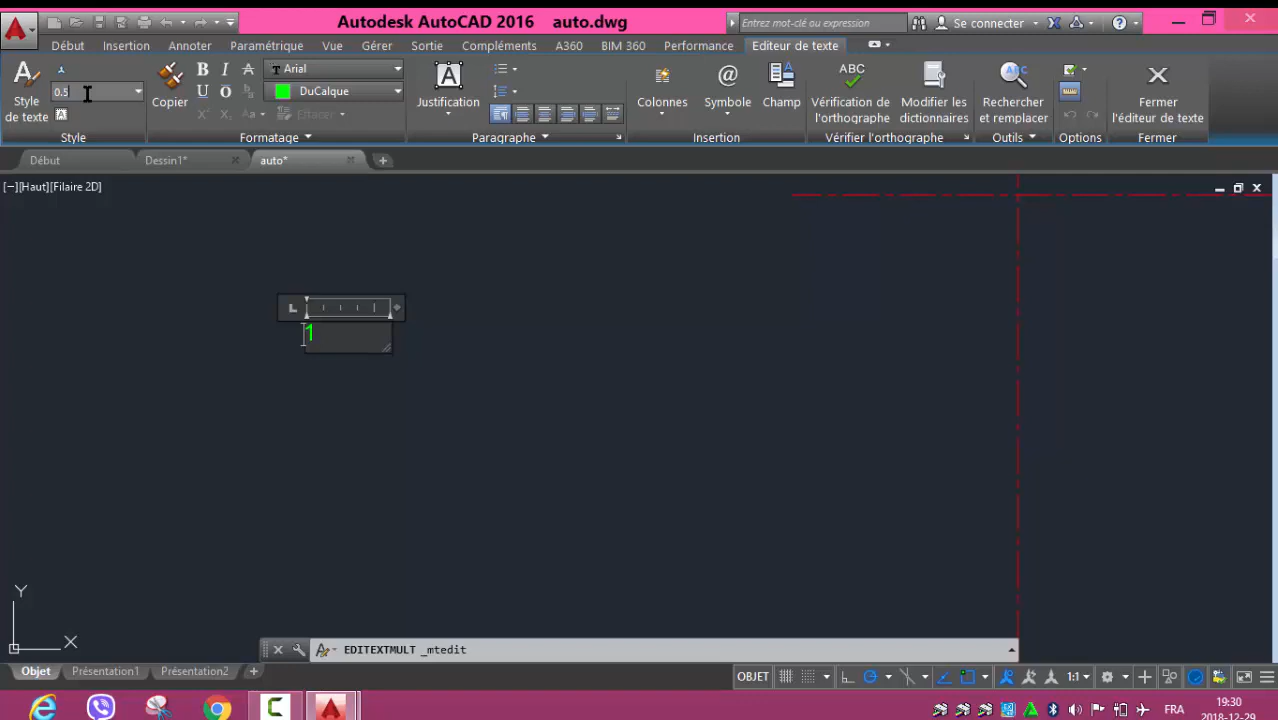 Autodesk AutoCAD 2016 auto.dwg
Entrez mot-clé ou expression
Se connecter
Début Insertion Annoter Paramétrique Vue Gérer Sortie Compléments A360 BIM 360 Performance Editeur de texte
0.5
Style
de texte
Copier
B I A
U O
Aa
Arial
DuCalque
Effacer
A
Justification
Colonnes
@
Symbole
Champ
ABC
Vérification de
l'orthographe
Modifier les
dictionnaires
ABC
Rechercher
et remplacer
Fermer
l'éditeur de texte
Style Formatage Paragraphe Insertion Vérifier l'orthographe Outils Options Fermer
Début Dessin1* auto*
[−][Haut][Filaire 2D]
L
1
Y
X
EDITEXTMULT _mtedit
Objet Présentation1 Présentation2
OBJET
1:1
FRA
19:30
2018-12-29